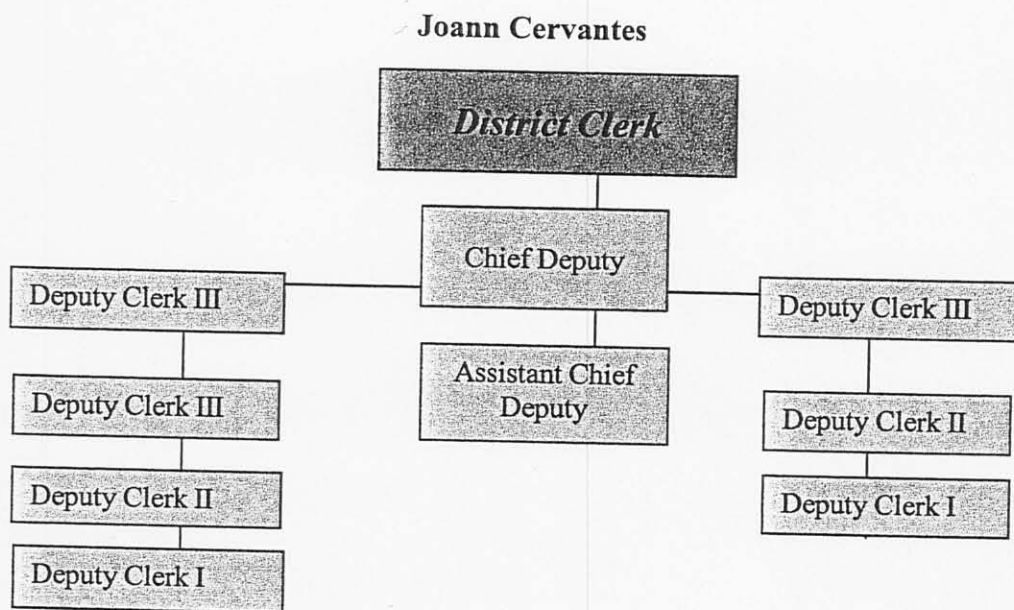 Joann Cervantes
District Clerk
Chief Deputy
Deputy Clerk III
Deputy Clerk III
Assistant Chief
Deputy
Deputy Clerk III
Deputy Clerk II
Deputy Clerk II
Deputy Clerk I
Deputy Clerk I